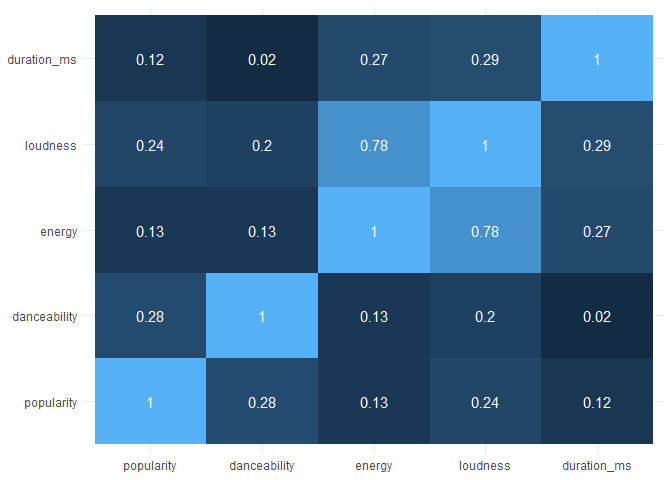 duration_ms 0.12 0.02 0.27 0.29 1
loudness 0.24 0.2 0.78 1 0.29
energy 0.13 0.13 1 0.78 0.27
danceability 0.28 1 0.13 0.2 0.02
popularity 1 0.28 0.13 0.24 0.12
popularity danceability energy loudness duration_ms